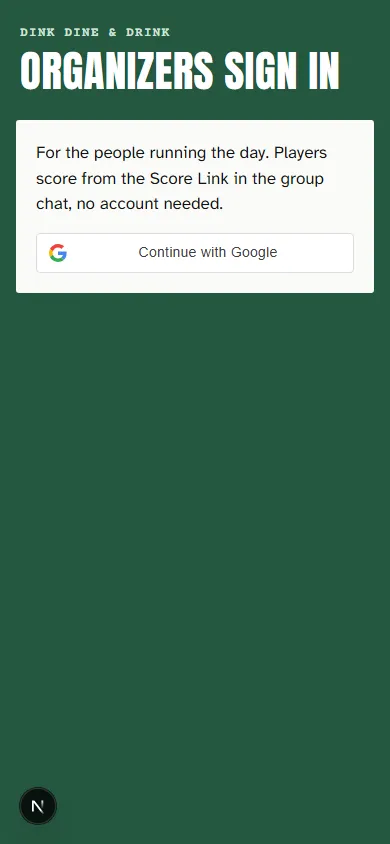 DINK DINE & DRINK
ORGANIZERS SIGN IN
For the people running the day. Players
score from the Score Link in the group
chat, no account needed.
Continue with Google
N